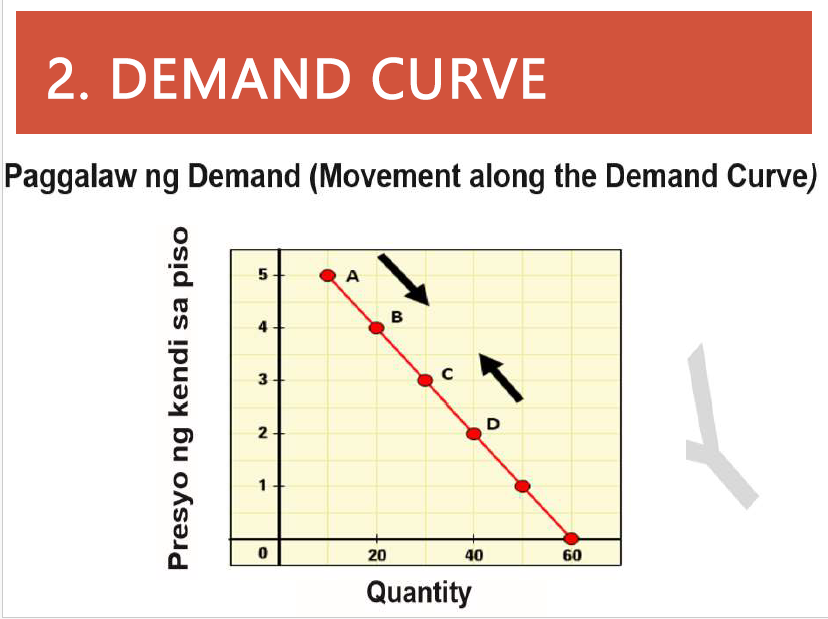 2. DEMAND CURVE
Paggalaw ng Demand (Movement along the Demand Curve)
Presyo ng kendi sa piso
5
A
4
B
3
C
2
D
1
0
20
40
60
Quantity
Y